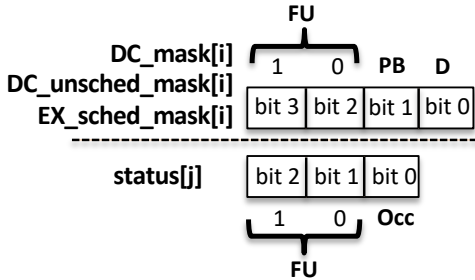 FU
DC_mask[i] 1 0 PB D
DC_unsched_mask[i]
EX_sched_mask[i] bit 3 bit 2 bit 1 bit 0
status[j] bit 2 bit 1 bit 0
1 0 Occ
FU